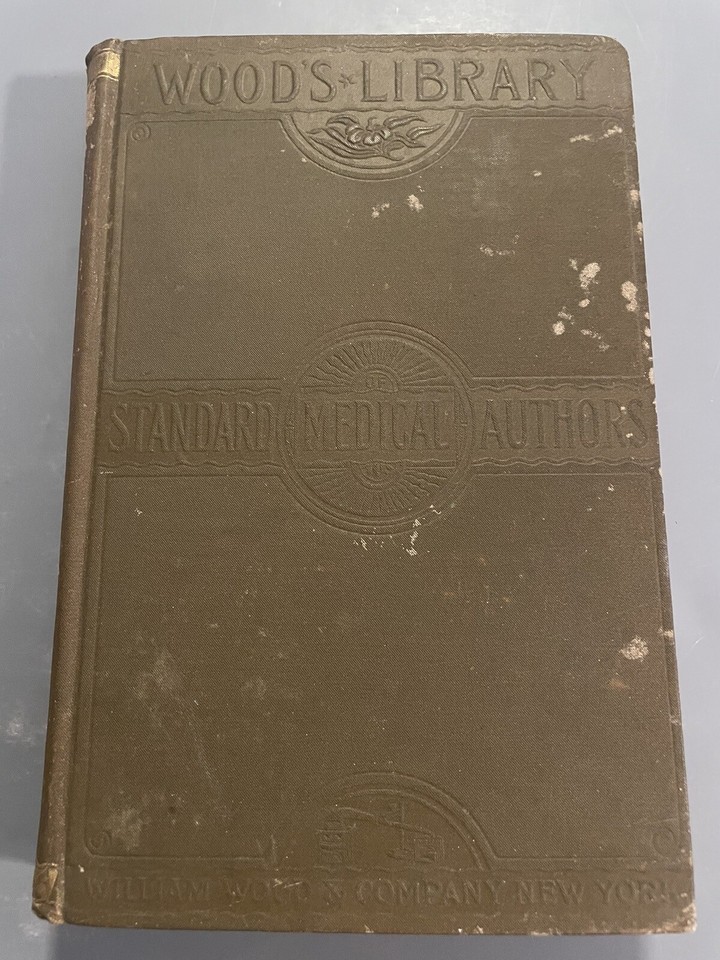 WOOD'S LIBRARY
OF
STANDARD MEDICAL AUTHORS
WILLIAM WOOD & COMPANY NEW YORK